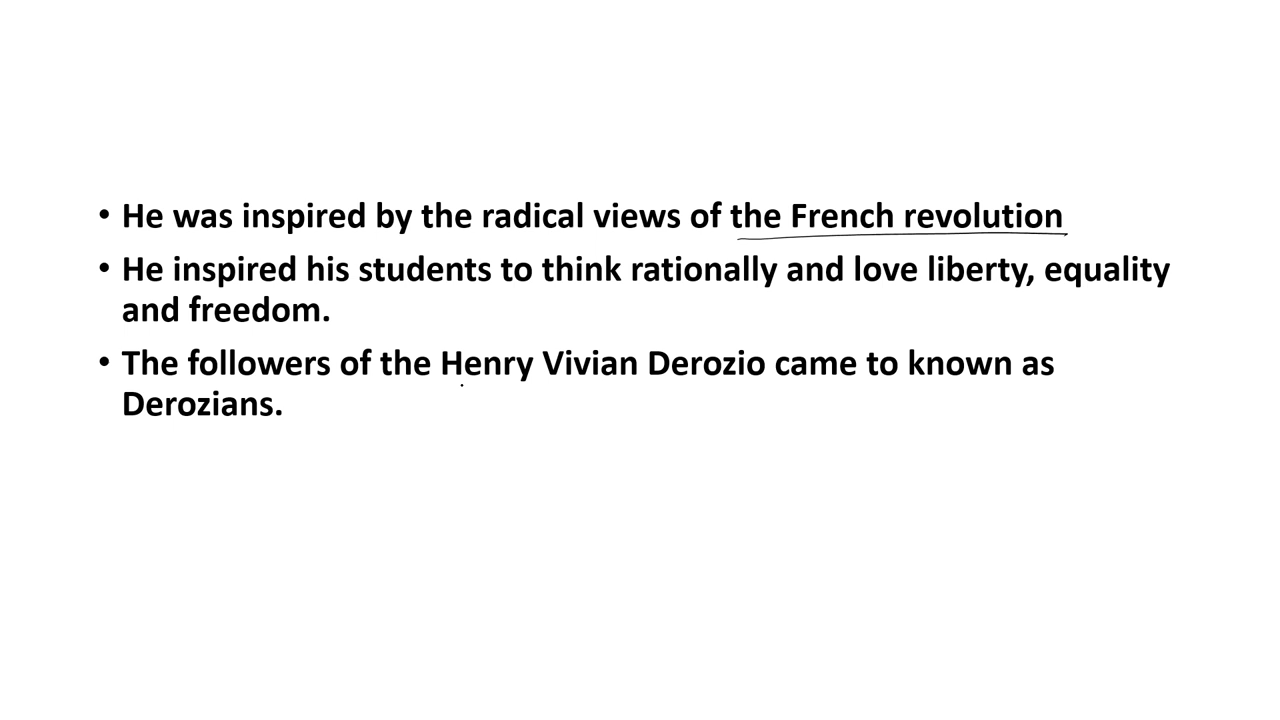 • He was inspired by the radical views of the French revolution
• He inspired his students to think rationally and love liberty, equality
and freedom.
• The followers of the Henry Vivian Derozio came to known as
Derozians.